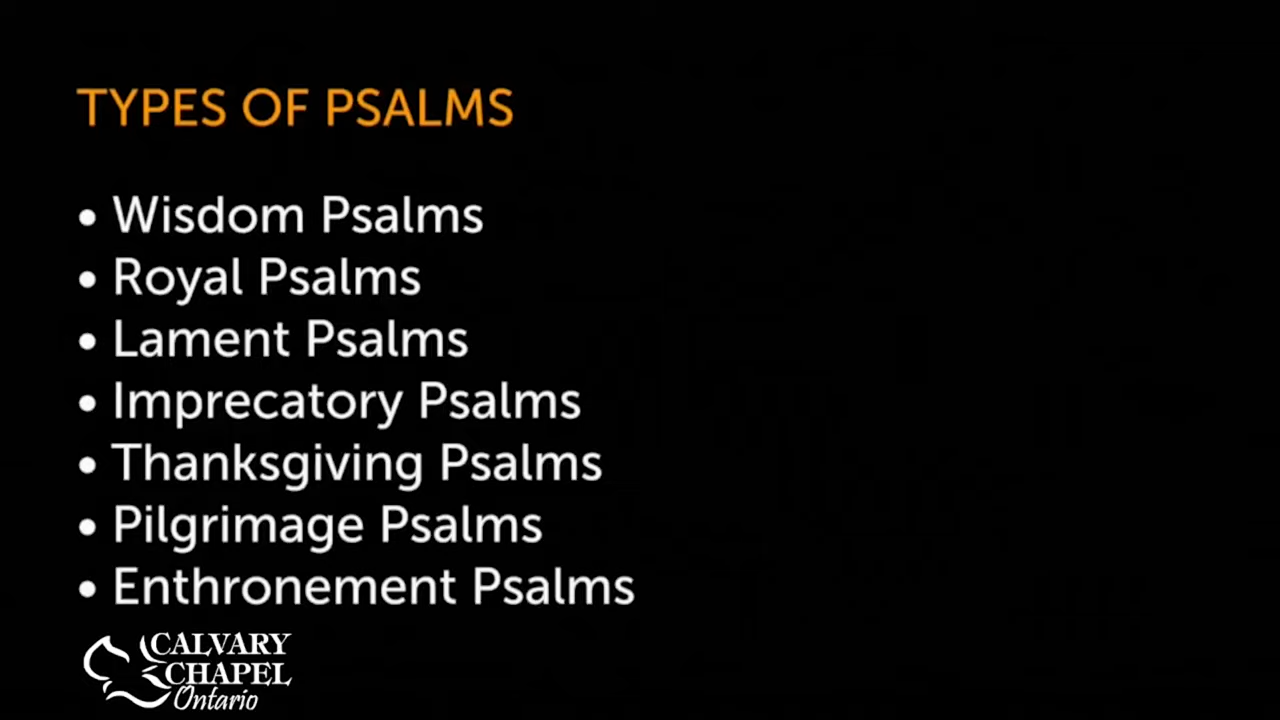 TYPES OF PSALMS
• Wisdom Psalms
• Royal Psalms
• Lament Psalms
• Imprecatory Psalms
• Thanksgiving Psalms
• Pilgrimage Psalms
• Enthronement Psalms
CALVARY
CHAPEL
Ontario